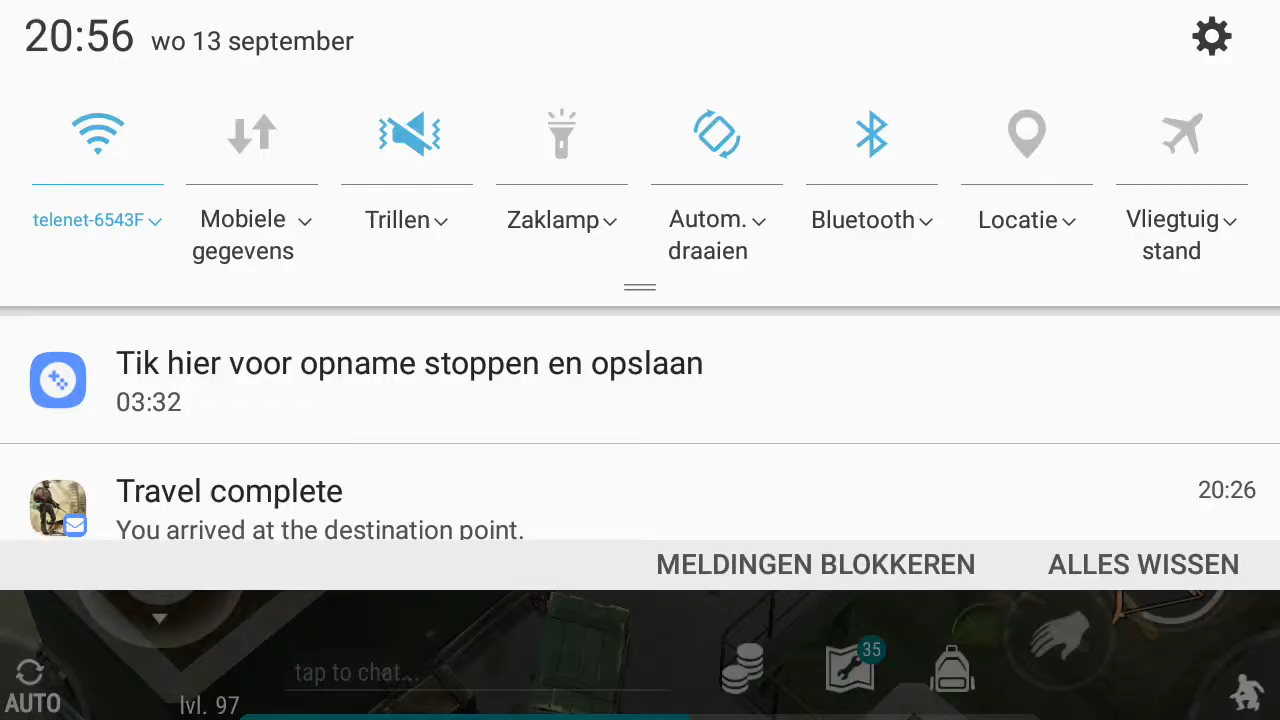 20:56 wo 13 september
telenet-6543F
Mobiele
gegevens
Trillen
Zaklamp
Autom.
draaien
Bluetooth
Locatie
Vliegtuig
stand
Tik hier voor opname stoppen en opslaan
03:32
Travel complete
20:26
You arrived at the destination point.
MELDINGEN BLOKKEREN
ALLES WISSEN
35
tap to chat...
AUTO
lvl. 97